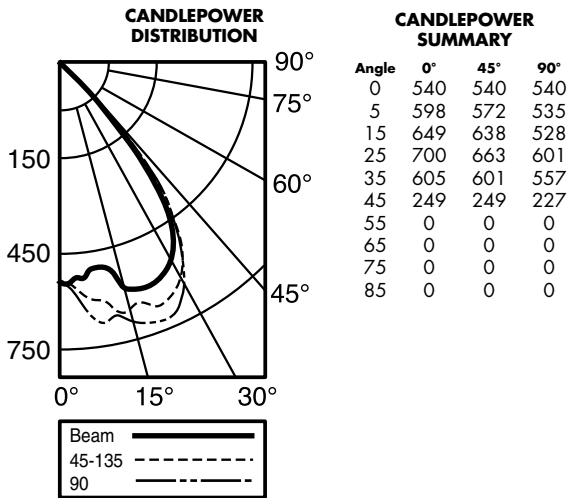 CANDLEPOWER
DISTRIBUTION
90°
75°
150
60°
450
45°
750
0° 15° 30°
Beam
45-135
90
CANDLEPOWER
SUMMARY
Angle 0° 45° 90°
0 540 540 540
5 598 572 535
15 649 638 528
25 700 663 601
35 605 601 557
45 249 249 227
55 0 0 0
65 0 0 0
75 0 0 0
85 0 0 0